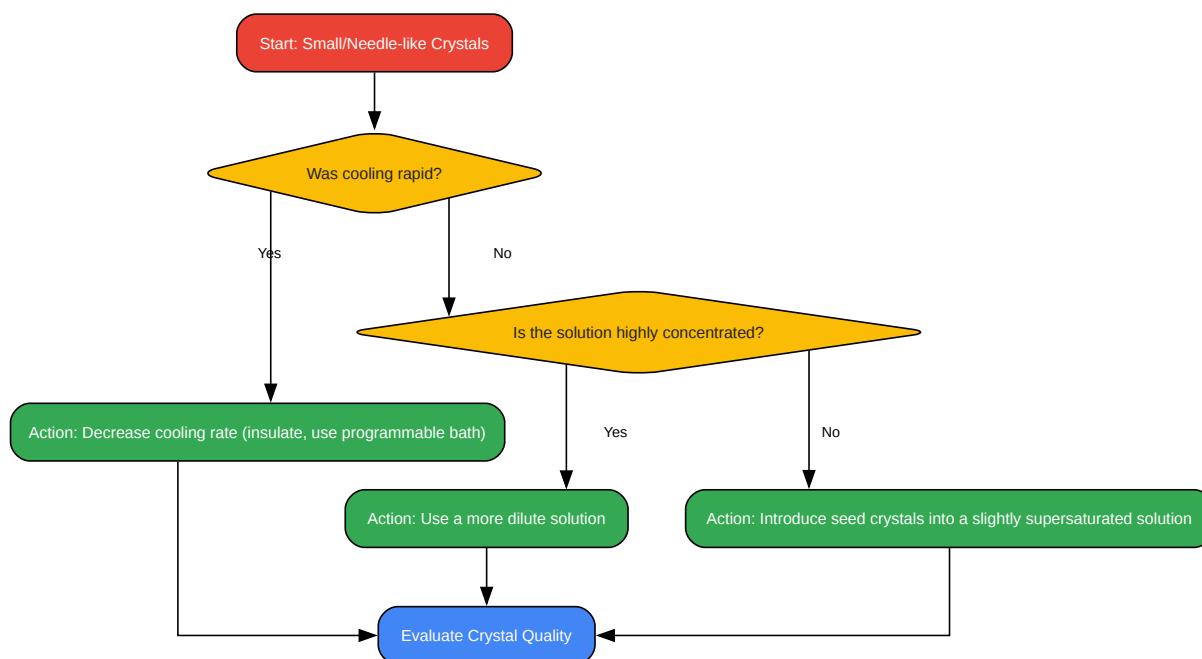 Start: Small/Needle-like Crystals
Was cooling rapid?
Yes
No
Is the solution highly concentrated?
Action: Decrease cooling rate (insulate, use programmable bath)
Yes
No
Action: Use a more dilute solution
Action: Introduce seed crystals into a slightly supersaturated solution
Evaluate Crystal Quality